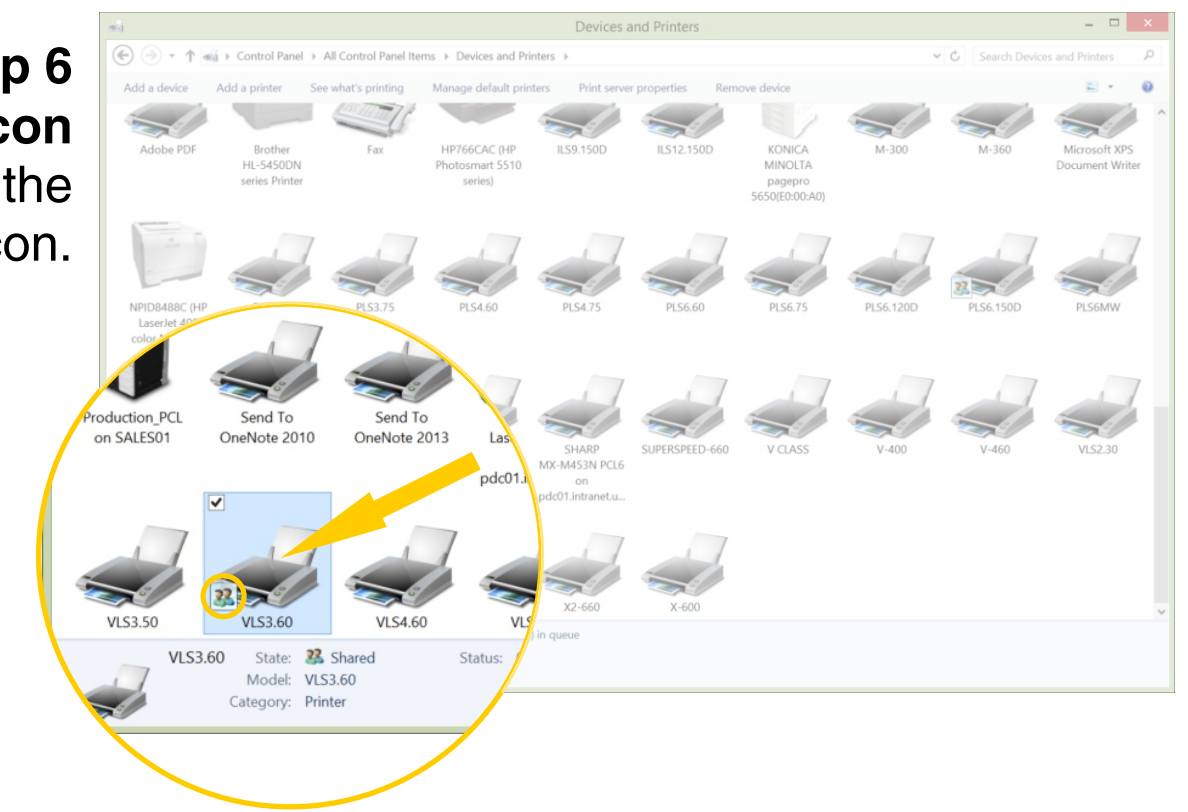 p 6
con
the
con.
Devices and Printers
Control Panel
All Control Panel Items
Devices and Printers
Search Devices and Printers
Add a device
Add a printer
See what's printing
Manage default printers
Print server properties
Remove device
Adobe PDF
Brother
HL-5450DN
series Printer
Fax
HP766CAC (HP
Photosmart 5510
series)
ILS9.150D
ILS12.150D
KONICA
MINOLTA
pagepro
5650(E0:00:A0)
M-300
M-360
Microsoft XPS
Document Writer
NPID8488C (HP
LaserJet
color
PLS3.75
PLS4.60
PLS4.75
PLS6.60
PLS6.75
PLS6.120D
PLS6.150D
PLS6MW
Production_PCL
on SALES01
Send To
OneNote 2010
Send To
OneNote 2013
Las
pdc01.i
SHARP
MX-M453N PCL6
on
pdc01.intranet.u...
SUPERSPEED-660
V CLASS
V-400
V-460
VLS2.30
VLS3.50
VLS3.60
VLS4.60
VLS
X2-660
X-600
in queue
VLS3.60
State:
Shared
Status:
Model:
VLS3.60
Category:
Printer